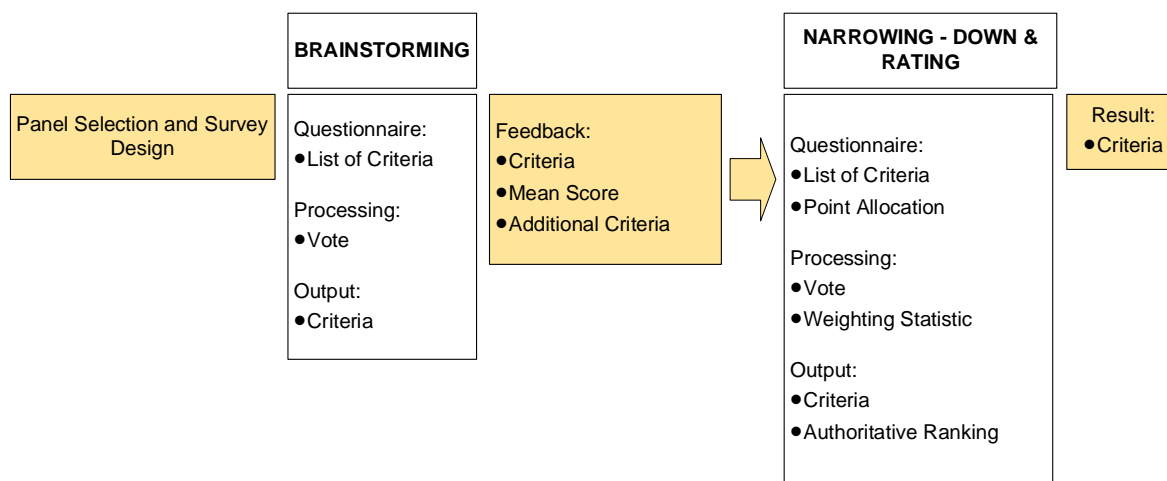 Panel Selection and Survey
Design
BRAINSTORMING
Questionnaire:
●List of Criteria
Processing:
●Vote
Output:
●Criteria
Feedback:
●Criteria
●Mean Score
●Additional Criteria
NARROWING - DOWN &
RATING
Questionnaire:
●List of Criteria
●Point Allocation
Processing:
●Vote
●Weighting Statistic
Output:
●Criteria
●Authoritative Ranking
Result:
●Criteria